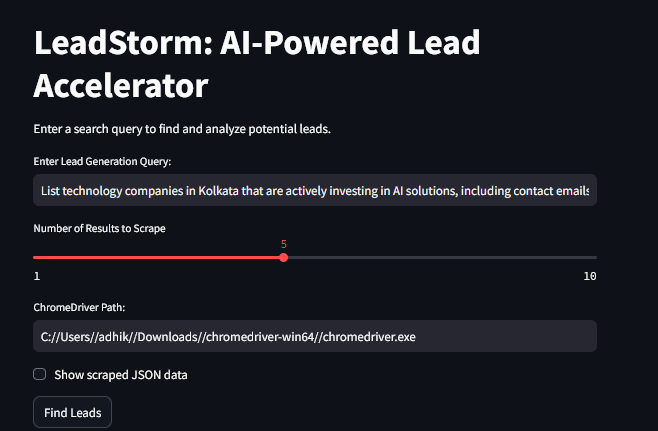 LeadStorm: AI-Powered Lead
Accelerator
Enter a search query to find and analyze potential leads.
Enter Lead Generation Query:
List technology companies in Kolkata that are actively investing in AI solutions, including contact emails
Number of Results to Scrape
5
1 10
ChromeDriver Path:
C://Users//adhik//Downloads//chromedriver-win64//chromedriver.exe
Show scraped JSON data
Find Leads